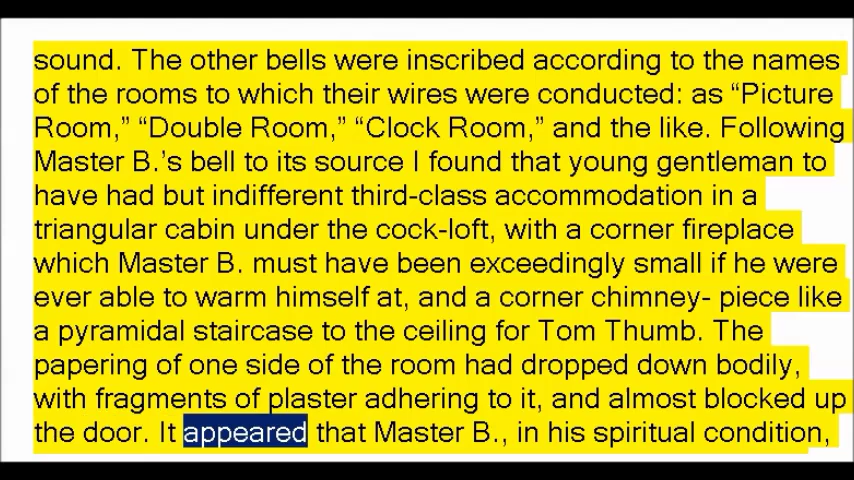 sound. The other bells were inscribed according to the names
of the rooms to which their wires were conducted: as “Picture
Room,” “Double Room,” “Clock Room,” and the like. Following
Master B.’s bell to its source I found that young gentleman to
have had but indifferent third-class accommodation in a
triangular cabin under the cock-loft, with a corner fireplace
which Master B. must have been exceedingly small if he were
ever able to warm himself at, and a corner chimney- piece like
a pyramidal staircase to the ceiling for Tom Thumb. The
papering of one side of the room had dropped down bodily,
with fragments of plaster adhering to it, and almost blocked up
the door. It appeared that Master B., in his spiritual condition,